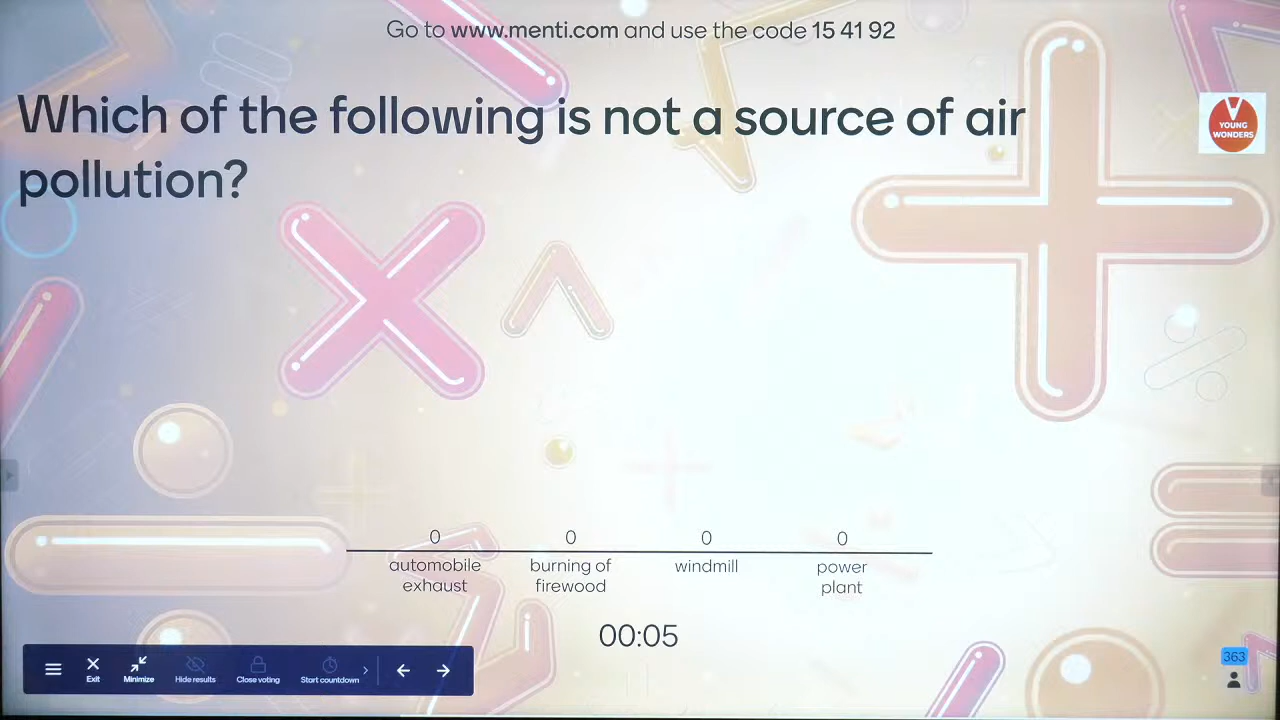 Go to www.menti.com and use the code 15 41 92
Which of the following is not a source of air
pollution?
YOUNG
WONDERS
0
0
0
0
automobile
exhaust
burning of
firewood
windmill
power
plant
00:05
Exit
Minimize
Hide results
Close voting
Start countdown
363